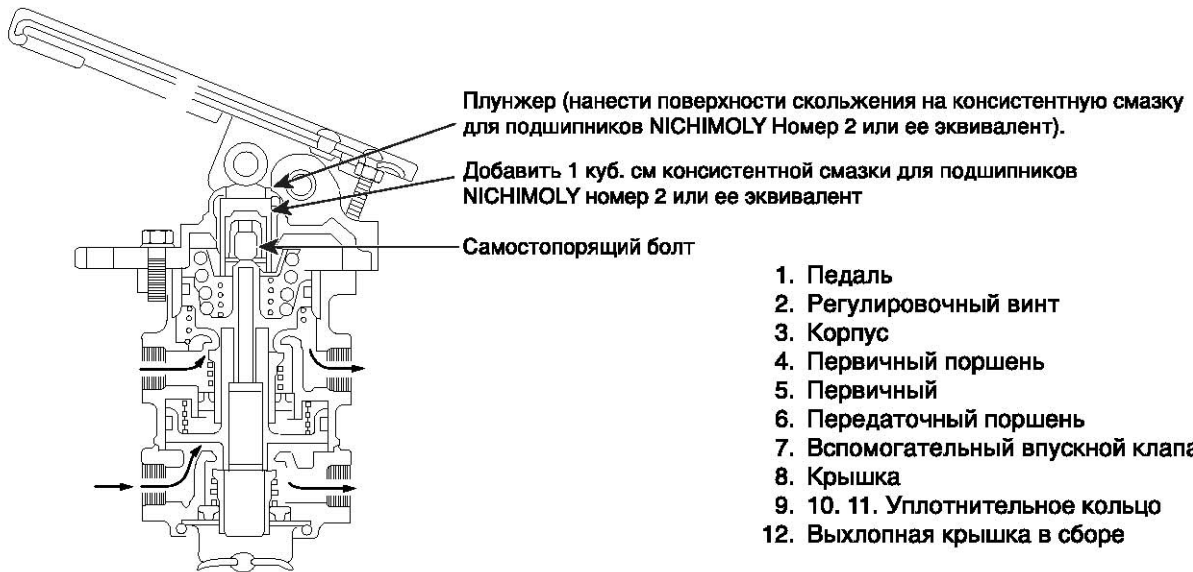 Плунжер (нанести поверхности скольжения на консистентную смазку
для подшипников NICHIMOLY Номер 2 или ее эквивалент).
Добавить 1 куб. см консистентной смазки для подшипников
NICHIMOLY номер 2 или ее эквивалент
Самостопорящий болт
1. Педаль
2. Регулировочный винт
3. Корпус
4. Первичный поршень
5. Первичный
6. Передаточный поршень
7. Вспомогательный впускной клапа
8. Крышка
9. 10. 11. Уплотнительное кольцо
12. Выхлопная крышка в сборе